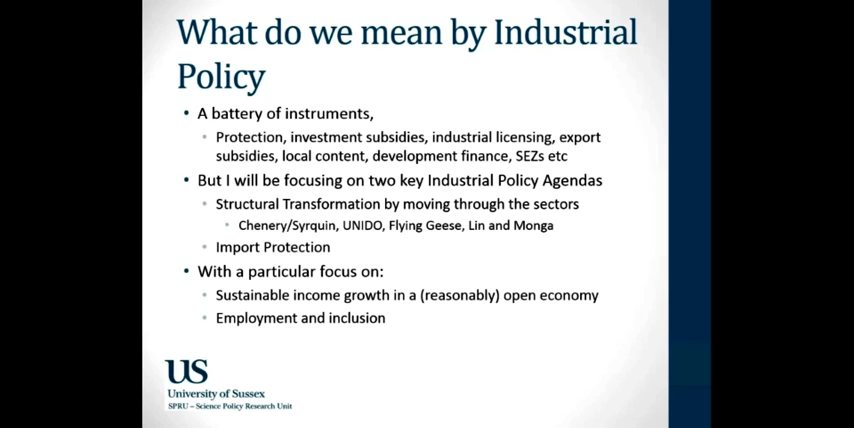 What do we mean by Industrial
Policy
• A battery of instruments,
• Protection, investment subsidies, industrial licensing, export
subsidies, local content, development finance, SEZs etc
• But I will be focusing on two key Industrial Policy Agendas
• Structural Transformation by moving through the sectors
• Chenery/Syrquin, UNIDO, Flying Geese, Lin and Monga
• Import Protection
• With a particular focus on:
• Sustainable income growth in a (reasonably) open economy
• Employment and inclusion
US
University of Sussex
SPRU – Science Policy Research Unit